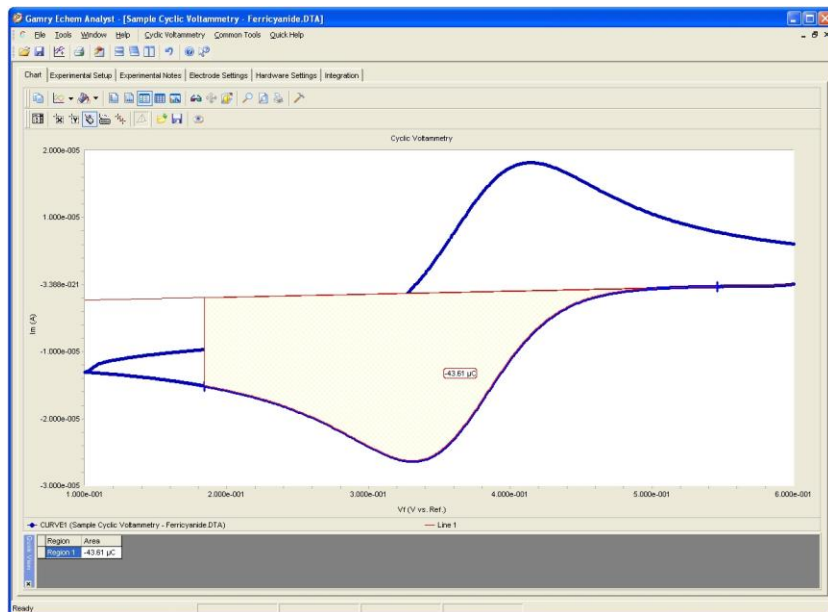 Gamry Echem Analyst - [Sample Cyclic Voltammetry - Ferricyanide.DTA]
File Tools Window Help Cyclic Voltammetry Common Tools Quick Help
Chart Experimental Setup Experimental Notes Electrode Settings Hardware Settings Integration
Cyclic Voltammetry
2.000e-005
1.000e-005
-3.388e-021
Im (A)
-1.000e-005
-43.61 µC
-2.000e-005
-3.000e-005
1.000e-001 2.000e-001 3.000e-001 4.000e-001 5.000e-001 6.000e-001
Vf (V vs. Ref.)
CURVE1 (Sample Cyclic Voltammetry - Ferricyanide.DTA) Line 1
Quick View
Region Area
Region 1 -43.61 µC
Ready